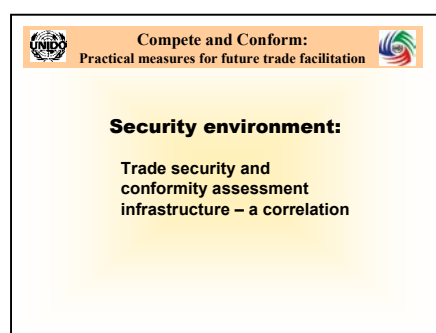 UNIDO
Compete and Conform:
Practical measures for future trade facilitation
Security environment:
Trade security and
conformity assessment
infrastructure – a correlation